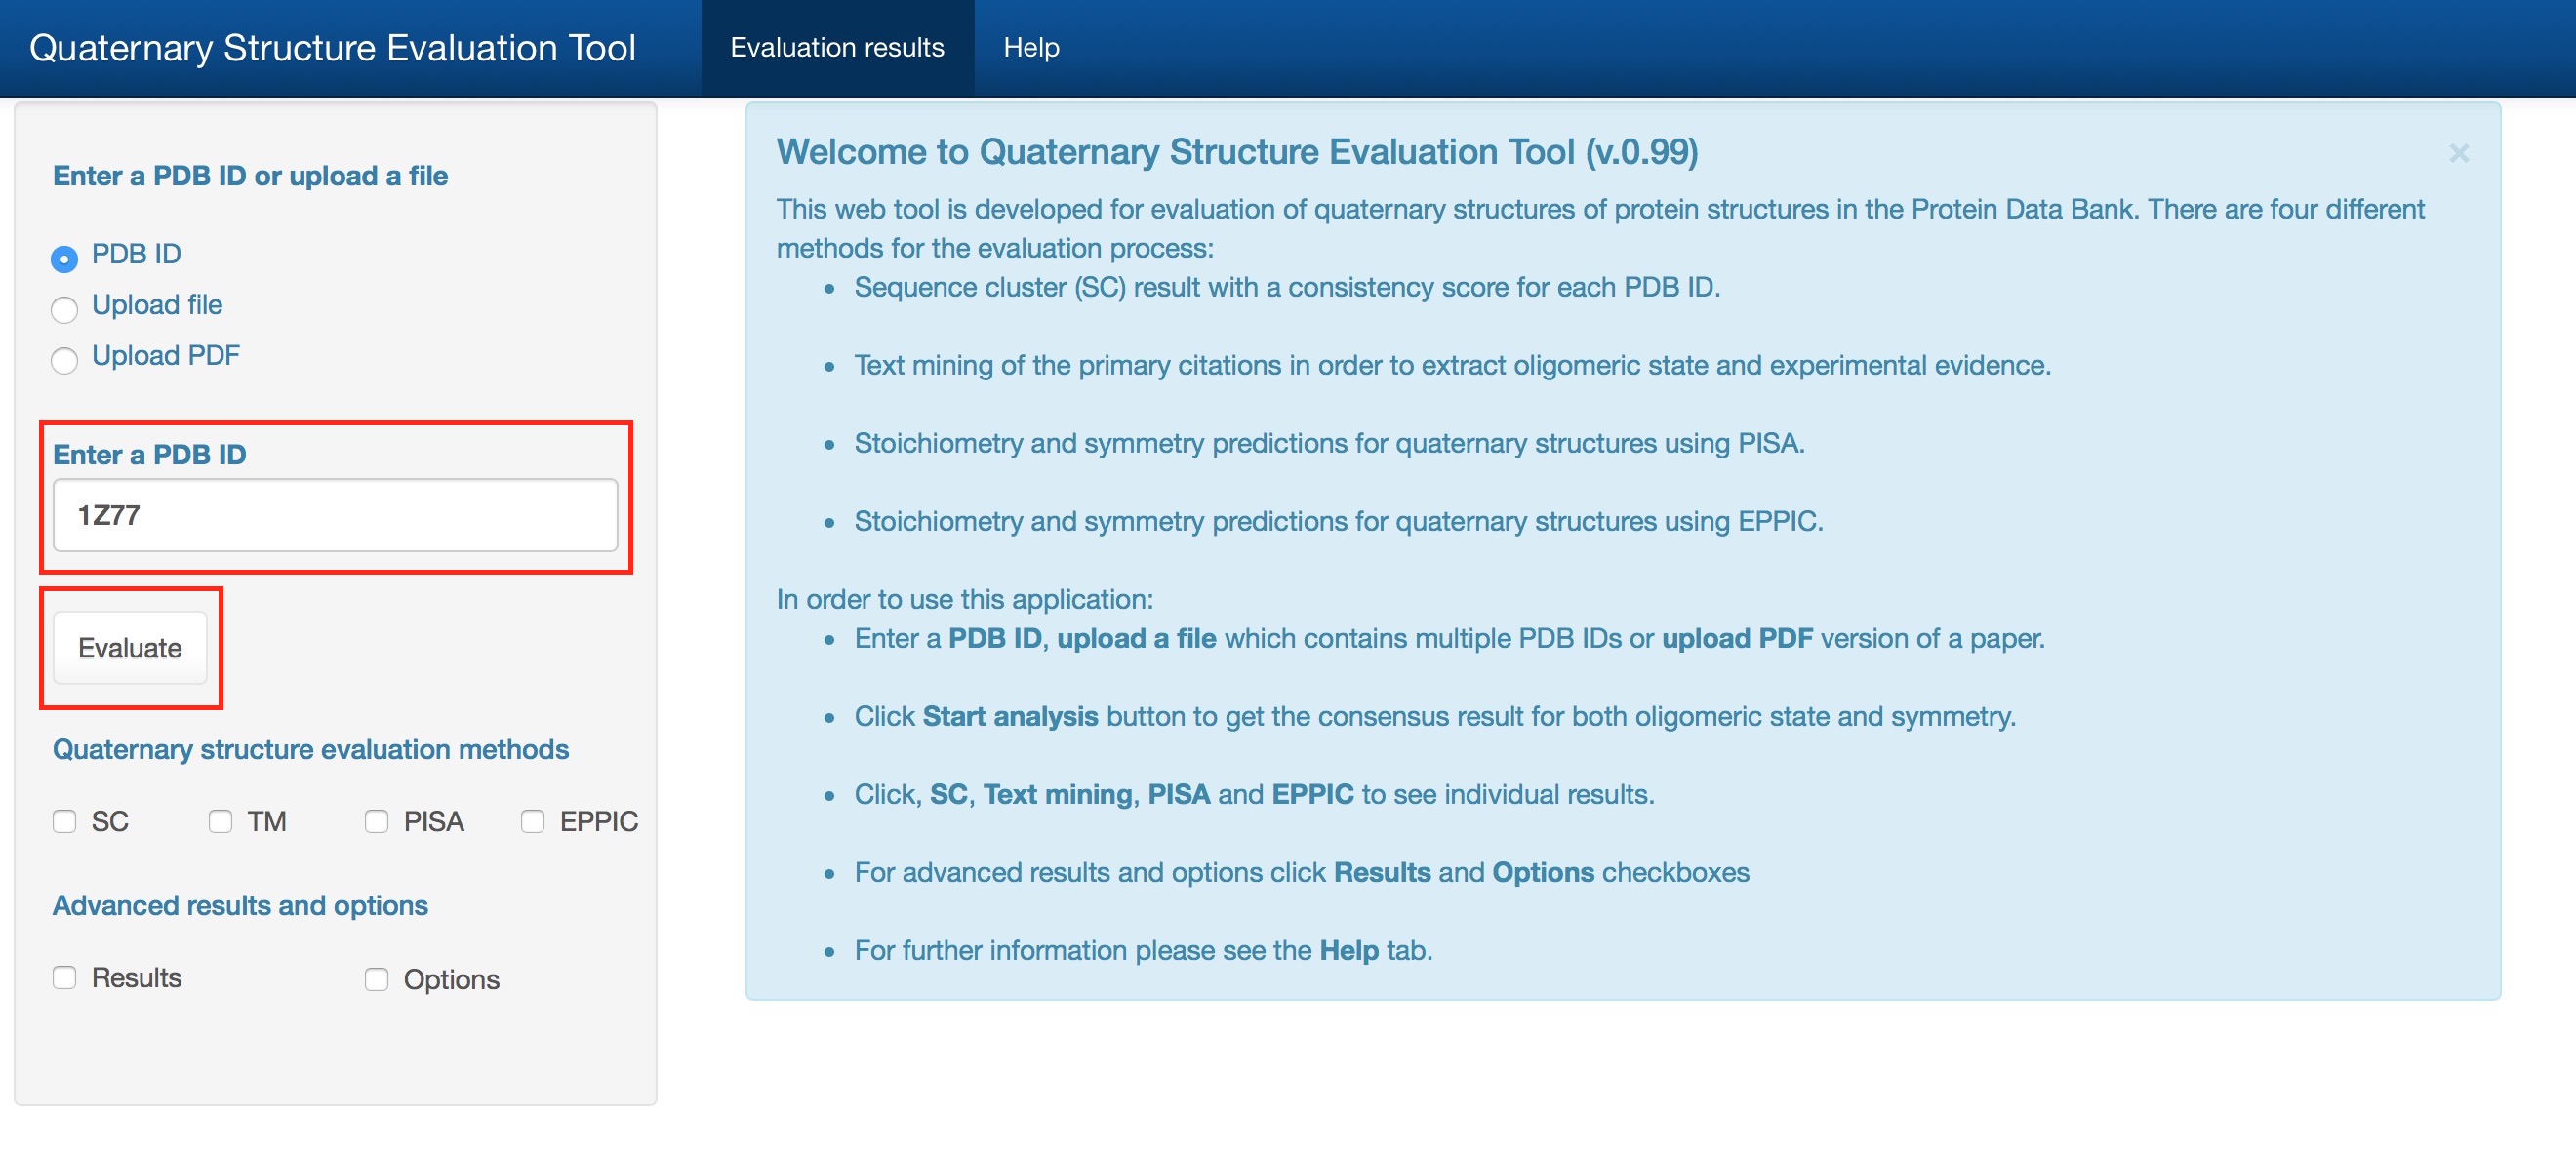 Quaternary Structure Evaluation Tool
Evaluation results
Help
Enter a PDB ID or upload a file
PDB ID
Upload file
Upload PDF
Enter a PDB ID
1Z77
Evaluate
Quaternary structure evaluation methods
SC TM PISA EPPIC
Advanced results and options
Results Options
Welcome to Quaternary Structure Evaluation Tool (v.0.99)
×
This web tool is developed for evaluation of quaternary structures of protein structures in the Protein Data Bank. There are four different
methods for the evaluation process:
• Sequence cluster (SC) result with a consistency score for each PDB ID.
• Text mining of the primary citations in order to extract oligomeric state and experimental evidence.
• Stoichiometry and symmetry predictions for quaternary structures using PISA.
• Stoichiometry and symmetry predictions for quaternary structures using EPPIC.
In order to use this application:
• Enter a PDB ID, upload a file which contains multiple PDB IDs or upload PDF version of a paper.
• Click Start analysis button to get the consensus result for both oligomeric state and symmetry.
• Click, SC, Text mining, PISA and EPPIC to see individual results.
• For advanced results and options click Results and Options checkboxes
• For further information please see the Help tab.